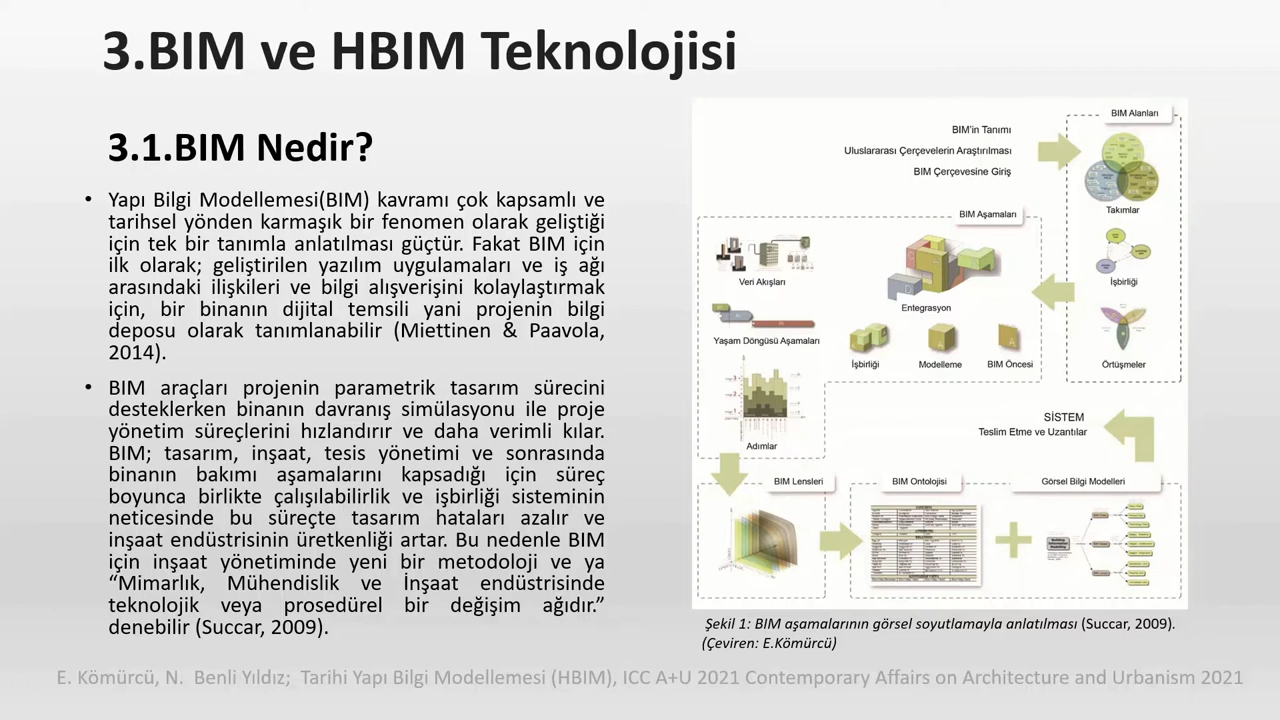 3.BIM ve HBIM Teknolojisi
3.1.BIM Nedir?
• Yapı Bilgi Modellemesi(BIM) kavramı çok kapsamlı ve
tarihsel yönden karmaşık bir fenomen olarak geliştiği
için tek bir tanımla anlatılması güçtür. Fakat BIM için
ilk olarak; geliştirilen yazılım uygulamaları ve iş ağı
arasındaki ilişkileri ve bilgi alışverişini kolaylaştırmak
için, bir binanın dijital temsili yani projenin bilgi
deposu olarak tanımlanabilir (Miettinen & Paavola,
2014).
• BIM araçları projenin parametrik tasarım sürecini
desteklerken binanın davranış simülasyonu ile proje
yönetim süreçlerini hızlandırır ve daha verimli kılar.
BIM; tasarım, inşaat, tesis yönetimi ve sonrasında
binanın bakımı aşamalarını kapsadığı için süreç
boyunca birlikte çalışılabilirlik ve işbirliği sisteminin
neticesinde bu süreçte tasarım hataları azalır ve
inşaat endüstrisinin üretkenliği artar. Bu nedenle BIM
için inşaat yönetiminde yeni bir metodoloji ve ya
“Mimarlık, Mühendislik ve İnşaat endüstrisinde
teknolojik veya prosedürel bir değişim ağıdır.”
denebilir (Succar, 2009).
BIM'in Tanımı
Uluslararası Çerçevelerin Araştırılması
BIM Çerçevesine Giriş
BIM Alanları
Takımlar
İşbirliği
Örtüşmeler
BIM Aşamaları
Veri Akışları
Entegrasyon
Yaşam Döngüsü Aşamaları
İşbirliği
Modelleme
BIM Öncesi
Adımlar
SİSTEM
Teslim Etme ve Uzantılar
BIM Lensleri
BIM Ontolojisi
Görsel Bilgi Modelleri
Şekil 1: BIM aşamalarının görsel soyutlamayla anlatılması (Succar, 2009).
(Çeviren: E.Kömürcü)
E. Kömürcü, N. Benli Yıldız; Tarihi Yapı Bilgi Modellemesi (HBIM), ICC A+U 2021 Contemporary Affairs on Architecture and Urbanism 2021